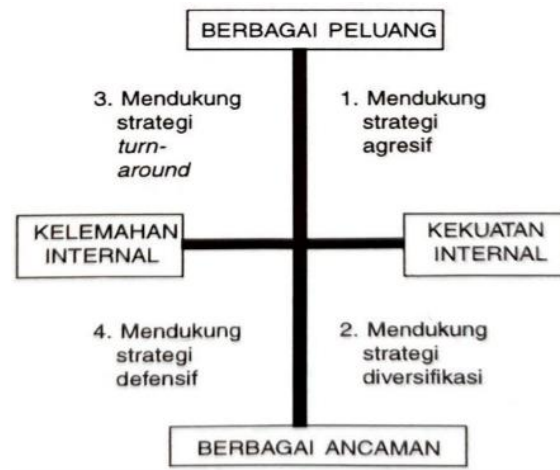 BERBAGAI PELUANG
3. Mendukung
strategi
turn-
around
1. Mendukung
strategi
agresif
KELEMAHAN
INTERNAL
KEKUATAN
INTERNAL
4. Mendukung
strategi
defensif
2. Mendukung
strategi
diversifikasi
BERBAGAI ANCAMAN